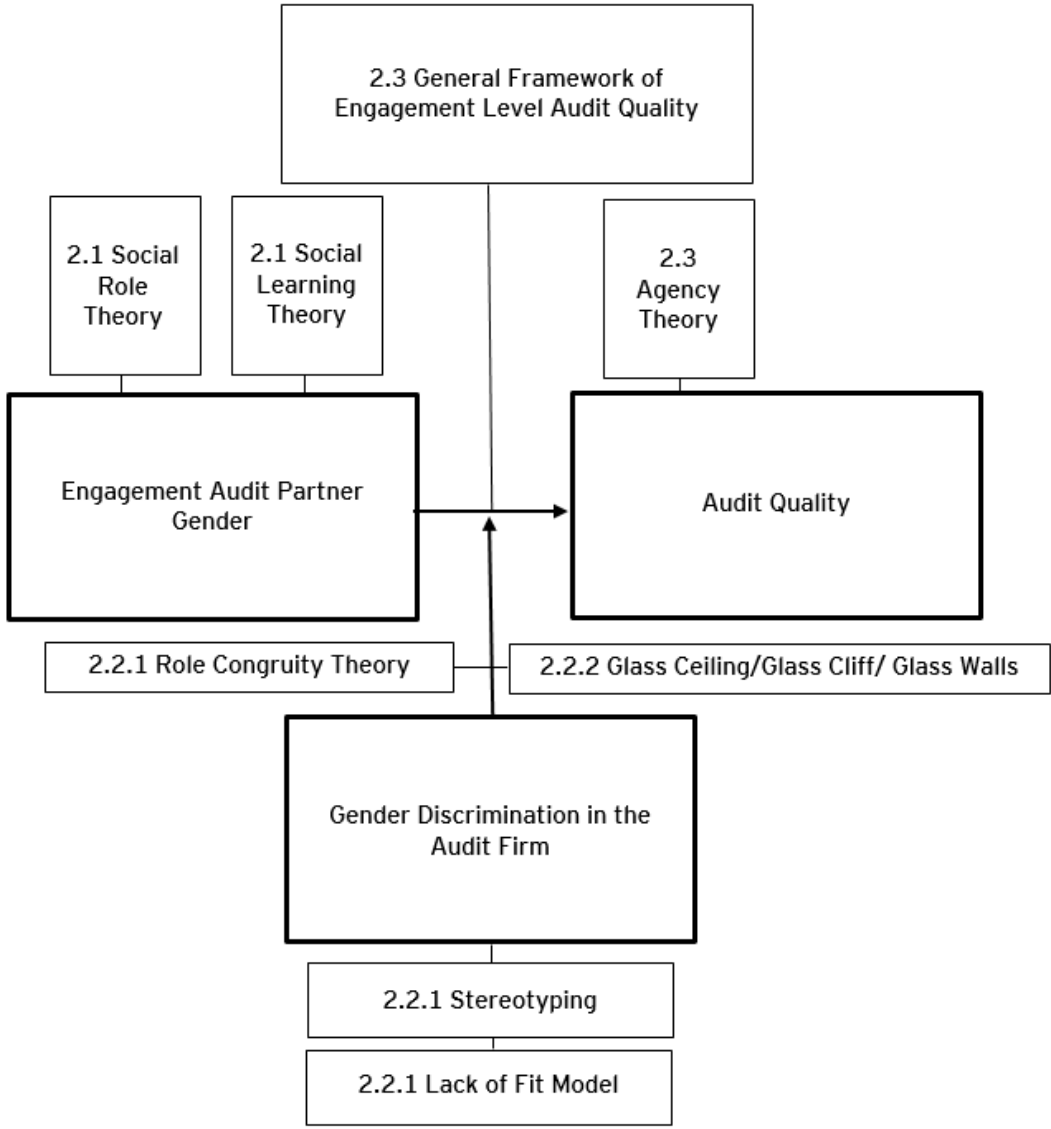 2.3 General Framework of
Engagement Level Audit Quality
2.1 Social
Role
Theory
2.1 Social
Learning
Theory
2.3
Agency
Theory
Engagement Audit Partner
Gender
Audit Quality
2.2.1 Role Congruity Theory
2.2.2 Glass Ceiling/Glass Cliff/ Glass Walls
Gender Discrimination in the
Audit Firm
2.2.1 Stereotyping
2.2.1 Lack of Fit Model